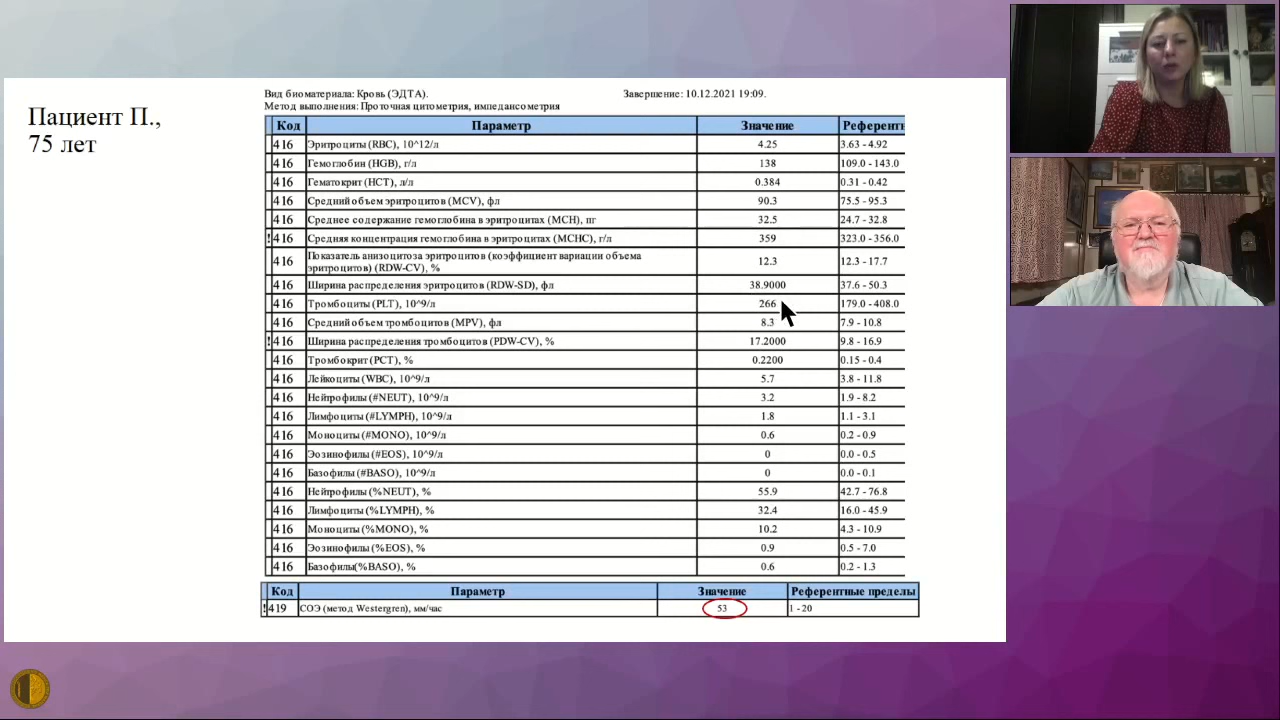 Пациент П.,
75 лет
Вид биоматериала: Кровь (ЭДТА). Завершение: 10.12.2021 19:09.
Метод выполнения: Проточная цитометрия, импедансометрия
Код Параметр Значение Референтн
416 Эритроциты (RBC), 10^12/л 4.25 3.63 - 4.92
416 Гемоглобин (HGB), г/л 138 109.0 - 143.0
416 Гематокрит (HCT), л/л 0.384 0.31 - 0.42
416 Средний объем эритроцитов (MCV), фл 90.3 75.5 - 95.3
416 Среднее содержание гемоглобина в эритроцитах (MCH), пг 32.5 24.7 - 32.8
! 416 Средняя концентрация гемоглобина в эритроцитах (MCHC), г/л 359 323.0 - 356.0
416 Показатель анизоцитоза эритроцитов (коэффициент вариации объема
эритроцитов) (RDW-CV), % 12.3 12.3 - 17.7
416 Ширина распределения эритроцитов (RDW-SD), фл 38.9000 37.6 - 50.3
416 Тромбоциты (PLT), 10^9/л 266 179.0 - 408.0
416 Средний объем тромбоцитов (MPV), фл 8.3 7.9 - 10.8
! 416 Ширина распределения тромбоцитов (PDW-CV), % 17.2000 9.8 - 16.9
416 Тромбокрит (PCT), % 0.2200 0.15 - 0.4
416 Лейкоциты (WBC), 10^9/л 5.7 3.8 - 11.8
416 Нейтрофилы (#NEUT), 10^9/л 3.2 1.9 - 8.2
416 Лимфоциты (#LYMPH), 10^9/л 1.8 1.1 - 3.1
416 Моноциты (#MONO), 10^9/л 0.6 0.2 - 0.9
416 Эозинофилы (#EOS), 10^9/л 0 0.0 - 0.5
416 Базофилы (#BASO), 10^9/л 0 0.0 - 0.1
416 Нейтрофилы (%NEUT), % 55.9 42.7 - 76.8
416 Лимфоциты (%LYMPH), % 32.4 16.0 - 45.9
416 Моноциты (%MONO), % 10.2 4.3 - 10.9
416 Эозинофилы (%EOS), % 0.9 0.5 - 7.0
416 Базофилы(%BASO), % 0.6 0.2 - 1.3
Код Параметр Значение Референтные пределы
! 419 СОЭ (метод Westergren), мм/час 53 1 - 20